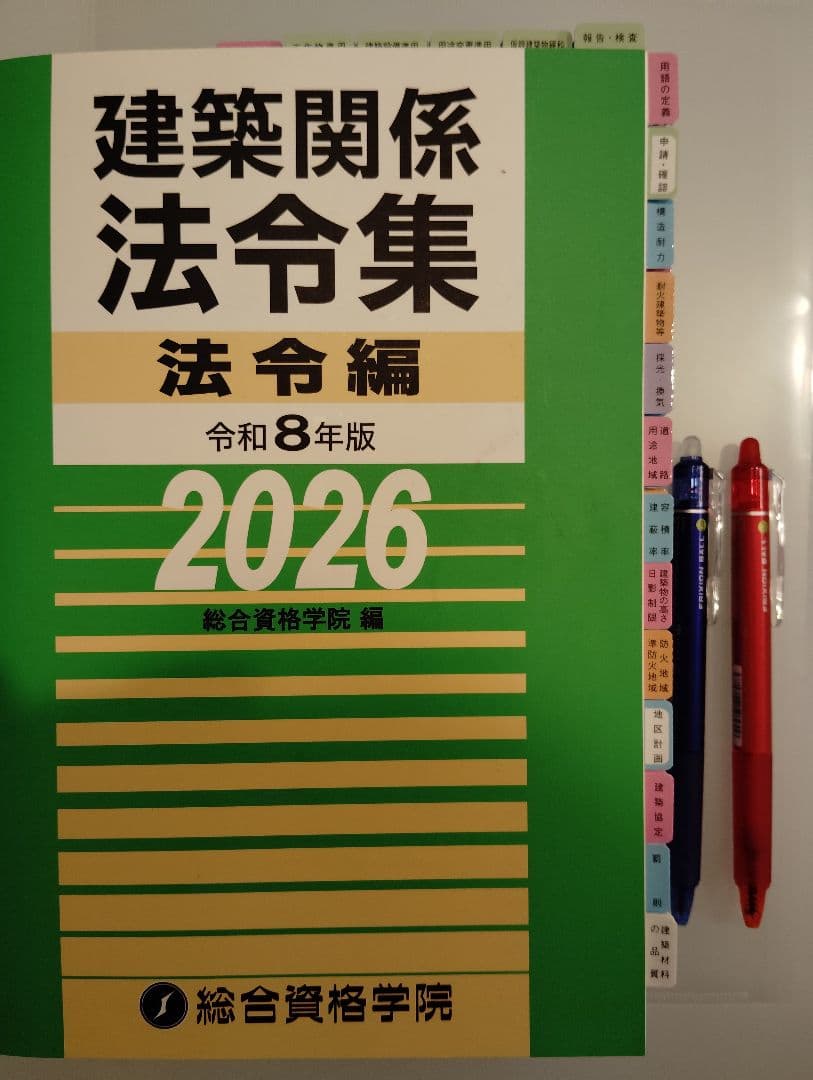 建築関係
法令集
法令編
令和8年版
2026
総合資格学院 編
総合資格学院
報告・検査
用語の定義
申請・確認
構造耐力
耐火建築物等
採光・換気
道路
用途地域
容積率
建蔽率
建築物の高さ
日影制限
防火地域
準防火地域
地区計画
建築協定
罰則
建築材料
の品質